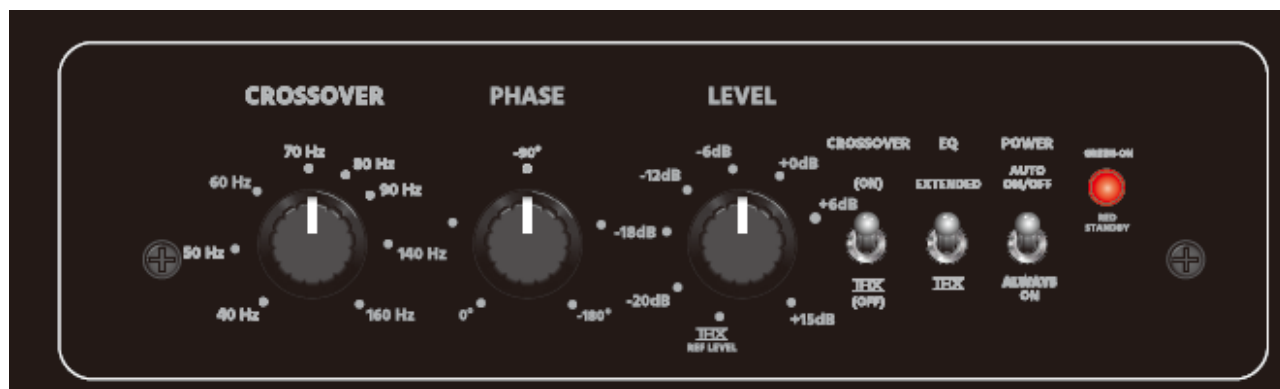 CROSSOVER
PHASE
LEVEL
70 Hz
80 Hz
60 Hz
90 Hz
50 Hz
140 Hz
40 Hz
160 Hz
-90°
0°
-180°
-6dB
+0dB
-12dB
+6dB
-18dB
-20dB
+15dB
THX
REF LEVEL
CROSSOVER
(ON)
THX
(OFF)
EQ
EXTENDED
THX
POWER
AUTO
ON/OFF
ALWAYS
ON
GREEN-ON
RED
STANDBY